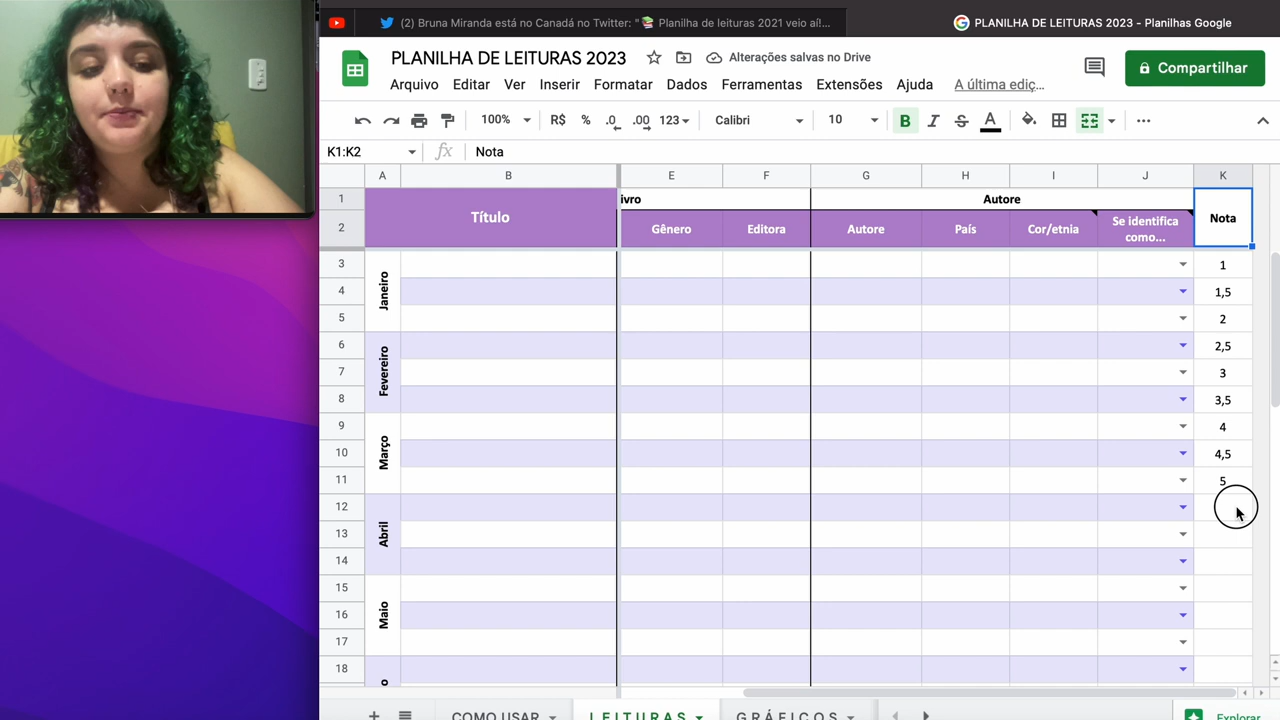 (2) Bruna Miranda está no Canadá no Twitter: "📚 Planilha de leituras 2021 veio aí!...
PLANILHA DE LEITURAS 2023 - Planilhas Google
PLANILHA DE LEITURAS 2023
Alterações salvas no Drive
Compartilhar
Arquivo Editar Ver Inserir Formatar Dados Ferramentas Extensões Ajuda A última ediç...
100% R$ % .0 .00 123 Calibri 10 B I S A ...
K1:K2 fx Nota
A B E F G H I J K
1 ivro Autore
2 Título Gênero Editora Autore País Cor/etnia Se identifica como... Nota
3 1
4 Janeiro 1,5
5 2
6 2,5
7 Fevereiro 3
8 3,5
9 4
10 Março 4,5
11 5
12
13 Abril
14
15
16 Maio
17
18 o
+ COMO USAR LEITURAS GRÁFICOS Explorar